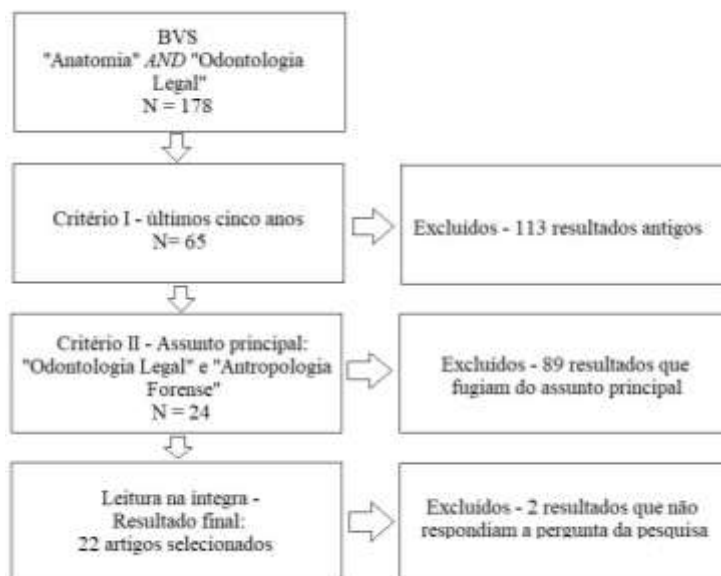 BVS
"Anatomia" AND "Odontologia
Legal"
N = 178
Critério I - últimos cinco anos
N= 65
Excluídos - 113 resultados antigos
Critério II - Assunto principal:
"Odontologia Legal" e "Antropologia
Forense"
N = 24
Excluídos - 89 resultados que
fugiam do assunto principal
Leitura na integra -
Resultado final:
22 artigos selecionados
Excluídos - 2 resultados que não
respondiam a pergunta da pesquisa